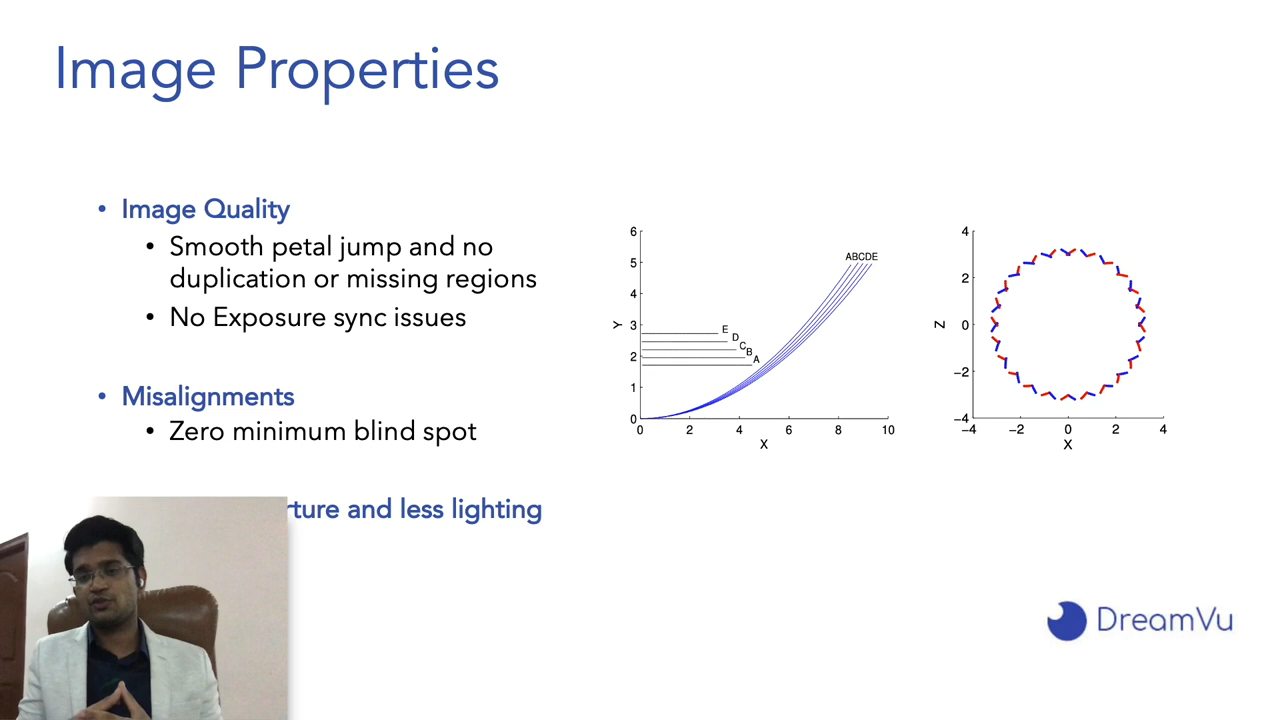 Image Properties
• Image Quality
• Smooth petal jump and no
duplication or missing regions
• No Exposure sync issues
• Misalignments
• Zero minimum blind spot
and less lighting
6
5
4
3
2
1
0
Y
0 2 4 6 8 10
X
ABCDE
E
D
C
B
A
4
2
0
−2
−4
Z
−4 −2 0 2 4
X
DreamVu